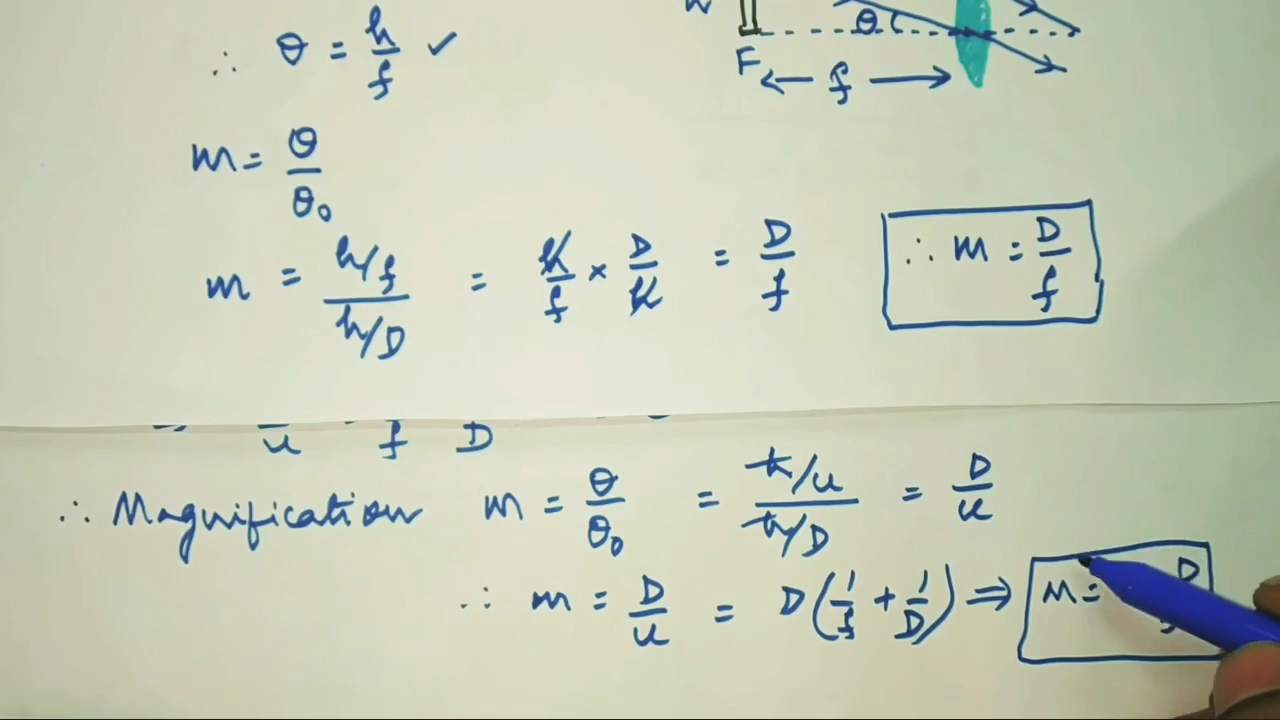 ∴ θ = h/f ✓
θ
F
f
m = θ/θ₀
m = (h/f)/(h/D) = h/f × D/h = D/f
∴ m = D/f
u f D
∴ Magnification m = θ/θ₀ = (h/u)/(h/D) = D/u
∴ m = D/u = D(1/f + 1/D) ⇒ m = D